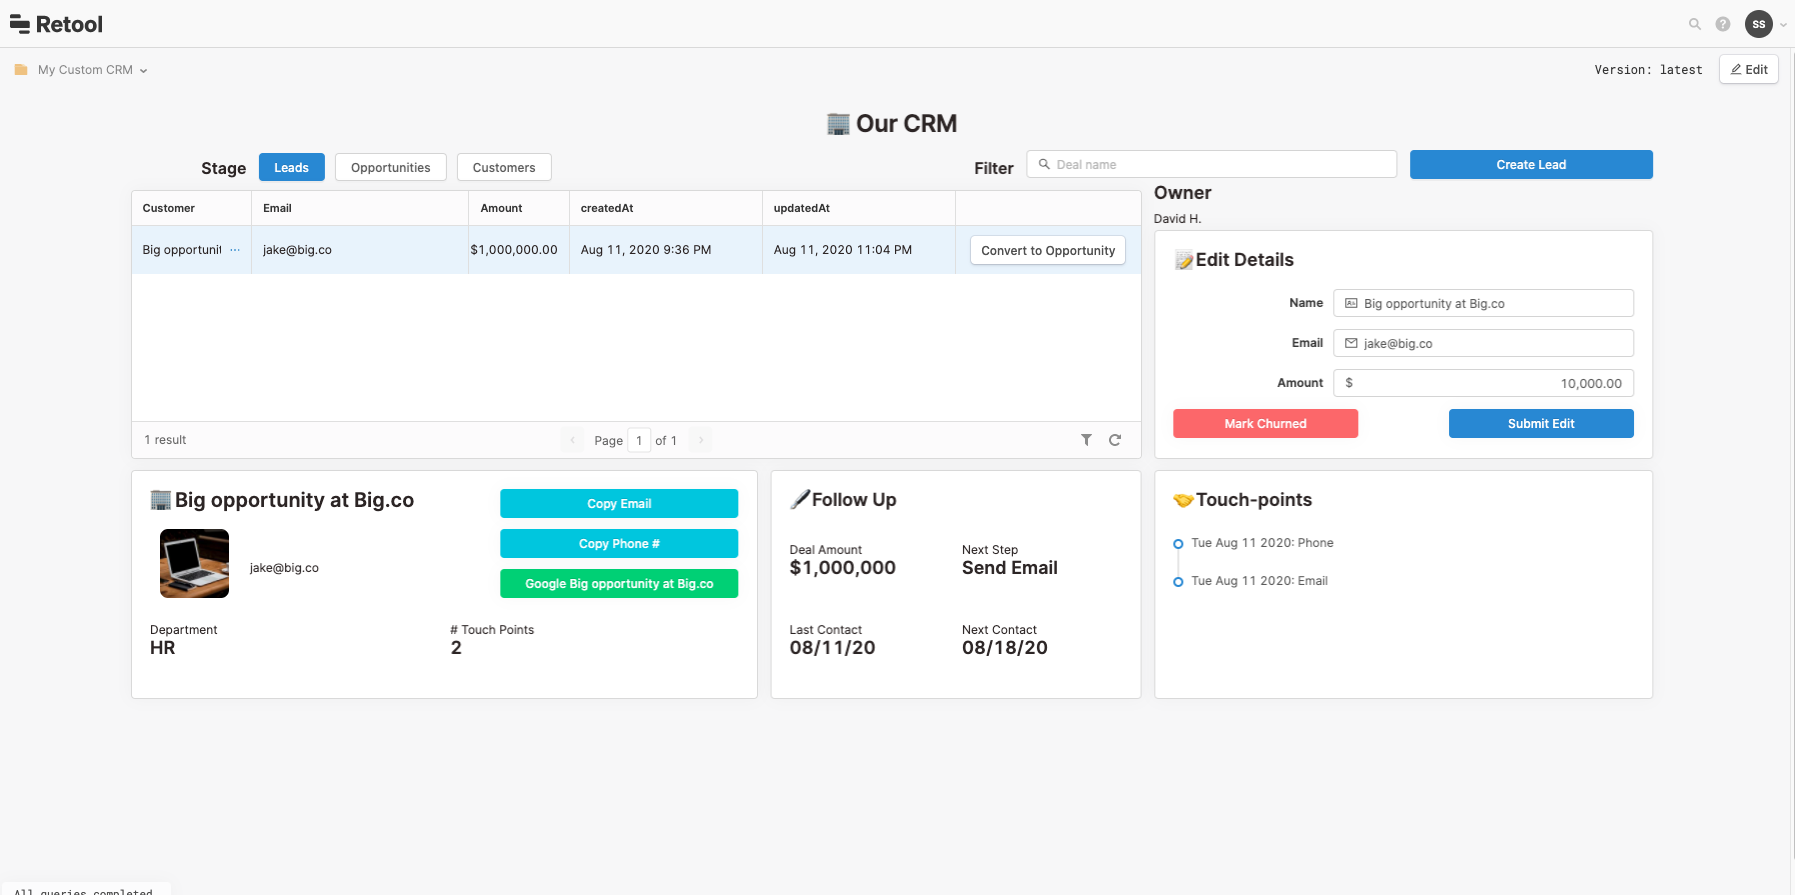 Retool
SS
My Custom CRM
Version: latest
Edit
Our CRM
Stage
Leads
Opportunities
Customers
Filter
Deal name
Create Lead
Customer
Email
Amount
createdAt
updatedAt
Big opportunit ...
jake@big.co
$1,000,000.00
Aug 11, 2020 9:36 PM
Aug 11, 2020 11:04 PM
Convert to Opportunity
1 result
Page 1 of 1
Owner
David H.
Edit Details
Name
Big opportunity at Big.co
Email
jake@big.co
Amount
$ 10,000.00
Mark Churned
Submit Edit
Big opportunity at Big.co
jake@big.co
Copy Email
Copy Phone #
Google Big opportunity at Big.co
Department
HR
# Touch Points
2
Follow Up
Deal Amount
$1,000,000
Next Step
Send Email
Last Contact
08/11/20
Next Contact
08/18/20
Touch-points
Tue Aug 11 2020: Phone
Tue Aug 11 2020: Email
All queries completed